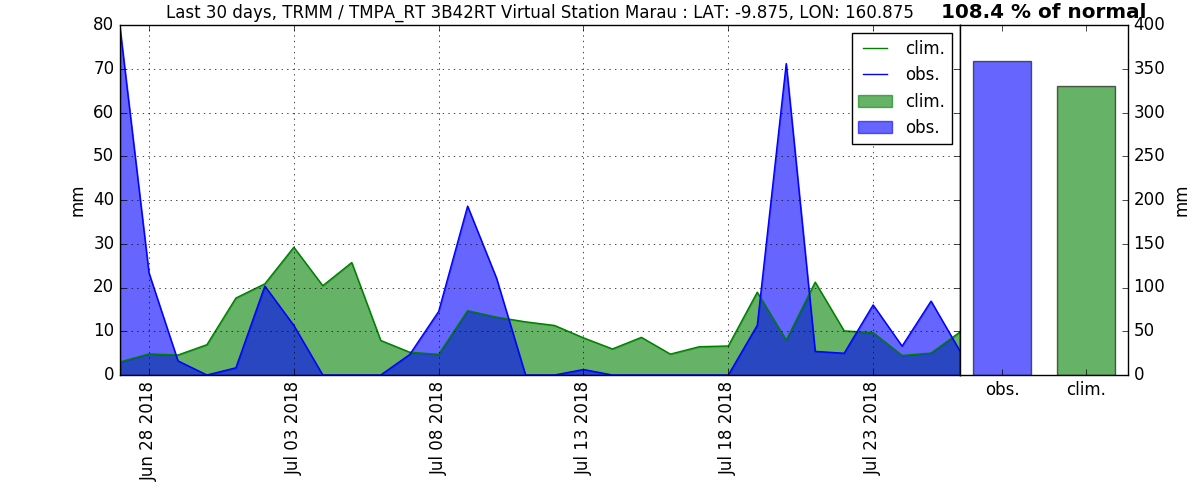 Last 30 days, TRMM / TMPA_RT 3B42RT Virtual Station Marau : LAT: -9.875, LON: 160.875
108.4 % of normal
clim.
obs.
clim.
obs.
mm
80
70
60
50
40
30
20
10
0
Jun 28 2018
Jul 03 2018
Jul 08 2018
Jul 13 2018
Jul 18 2018
Jul 23 2018
obs.
clim.
400
350
300
250
200
150
100
50
0
mm